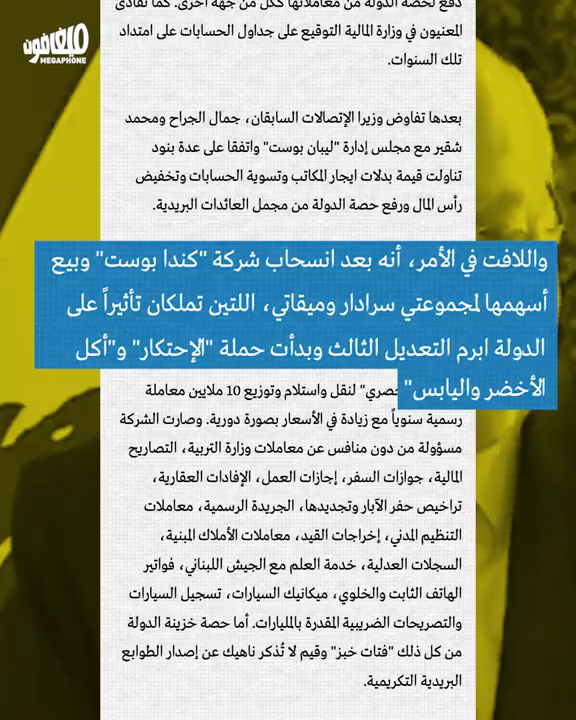 ميغافون
MEGAPHONE
دفع لحصة الدولة من معاملاتها ككل من جهة أخرى. كما تفادى
المعنيون في وزارة المالية التوقيع على جداول الحسابات على امتداد
تلك السنوات.
بعدها تفاوض وزيرا الإتصالات السابقان، جمال الجراح ومحمد
شقير مع مجلس إدارة "ليبان بوست" واتفقا على عدة بنود
تناولت قيمة بدلات ايجار المكاتب وتسوية الحسابات وتخفيض
رأس المال ورفع حصة الدولة من مجمل العائدات البريدية.
واللافت في الأمر، أنه بعد انسحاب شركة "كندا بوست" وبيع
أسهمها لمجموعتي سرادار وميقاتي، اللتين تملكان تأثيراً على
الدولة ابرم التعديل الثالث وبدأت حملة "الإحتكار" و"أكل
الأخضر واليابس"
حصري" لنقل واستلام وتوزيع 10 ملايين معاملة
رسمية سنوياً مع زيادة في الأسعار بصورة دورية. وصارت الشركة
مسؤولة من دون منافس عن معاملات وزارة التربية، التصاريح
المالية، جوازات السفر، إجازات العمل، الإفادات العقارية،
تراخيص حفر الآبار وتجديدها، الجريدة الرسمية، معاملات
التنظيم المدني، إخراجات القيد، معاملات الأملاك المبنية،
السجلات العدلية، خدمة العلم مع الجيش اللبناني، فواتير
الهاتف الثابت والخلوي، ميكانيك السيارات، تسجيل السيارات
والتصريحات الضريبية المقدرة بالمليارات. أما حصة خزينة الدولة
من كل ذلك "فتات خبز" وقيم لا تُذكر ناهيك عن إصدار الطوابع
البريدية التكريمية.